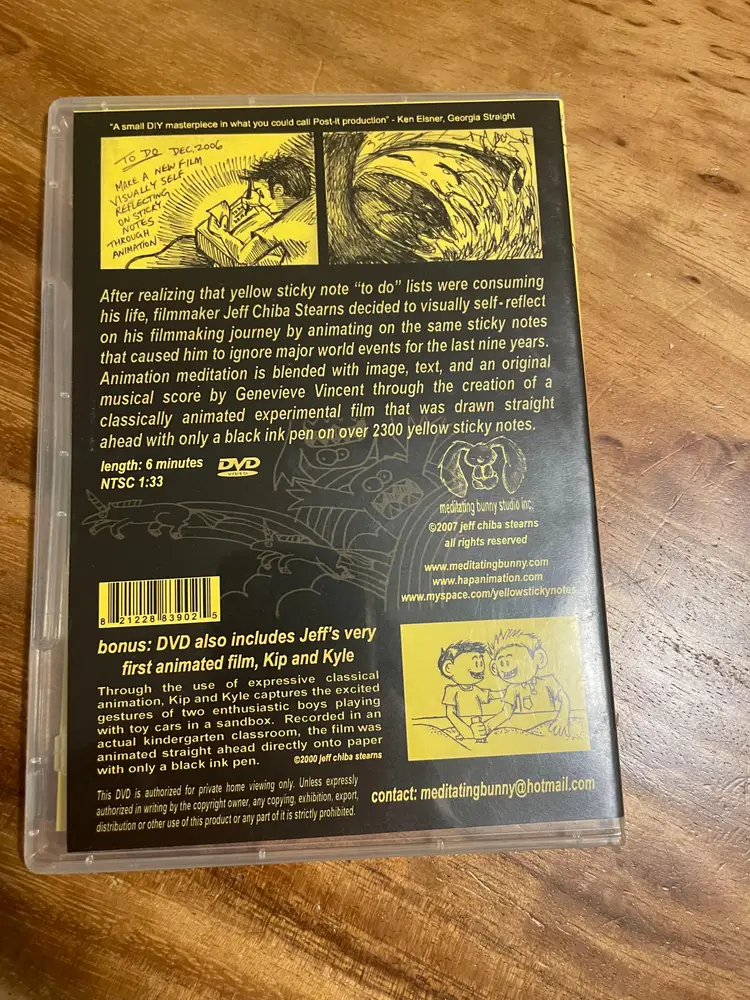 "A small DIY masterpiece in what you could call Post-It production" - Ken Eisner, Georgia Straight
TO DO DEC, 2006
MAKE A NEW FILM
VISUALLY SELF
REFLECTING
ON STICKY
NOTES
THROUGH
ANIMATION
After realizing that yellow sticky note "to do" lists were consuming
his life, filmmaker Jeff Chiba Stearns decided to visually self-reflect
on his filmmaking journey by animating on the same sticky notes
that caused him to ignore major world events for the last nine years.
Animation meditation is blended with image, text, and an original
musical score by Genevieve Vincent through the creation of a
classically animated experimental film that was drawn straight
ahead with only a black ink pen on over 2300 yellow sticky notes.
length: 6 minutes
NTSC 1:33
DVD
VIDEO
meditating bunny studio inc.
©2007 jeff chiba stearns
all rights reserved
www.meditatingbunny.com
www.hapanimation.com
www.myspace.com/yellowstickynotes
8 21228 83902 5
bonus: DVD also includes Jeff's very
first animated film, Kip and Kyle
Through the use of expressive classical
animation, Kip and Kyle captures the excited
gestures of two enthusiastic boys playing
with toy cars in a sandbox. Recorded in an
actual kindergarten classroom, the film was
animated straight ahead directly onto paper
with only a black ink pen.
©2000 jeff chiba stearns
This DVD is authorized for private home viewing only. Unless expressly
authorized in writing by the copyright owner, any copying, exhibition, export,
distribution or other use of this product or any part of it is strictly prohibited.
contact: meditatingbunny@hotmail.com